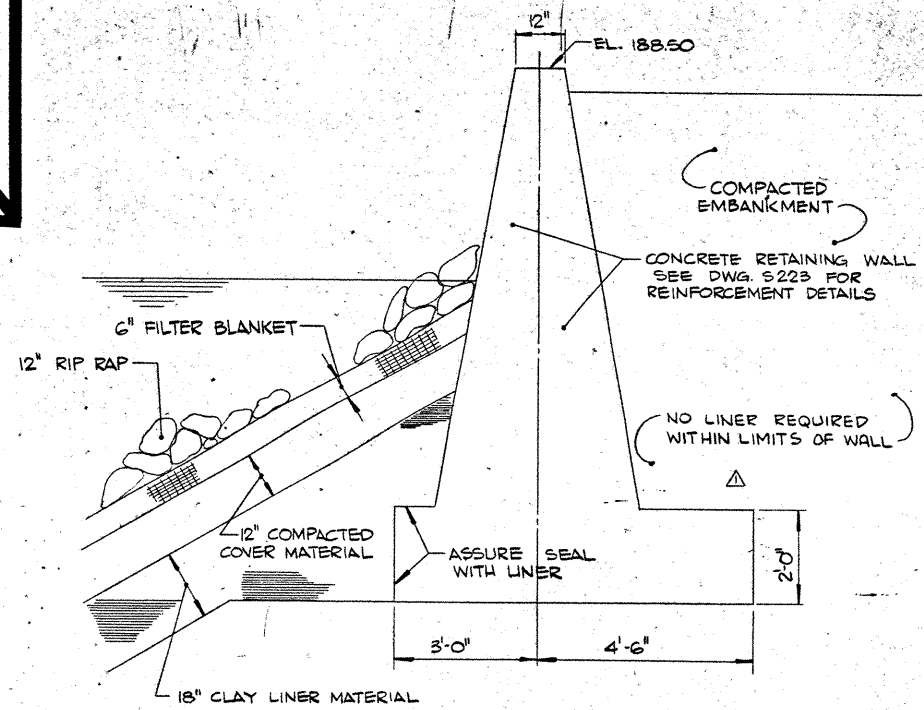 12"
EL. 188.50
COMPACTED
EMBANKMENT
CONCRETE RETAINING WALL
SEE DWG. S223 FOR
REINFORCEMENT DETAILS
6" FILTER BLANKET
12" RIP RAP
NO LINER REQUIRED
WITHIN LIMITS OF WALL
1
12" COMPACTED
COVER MATERIAL
ASSURE SEAL
WITH LINER
2'-0"
3'-0"
4'-6"
18" CLAY LINER MATERIAL